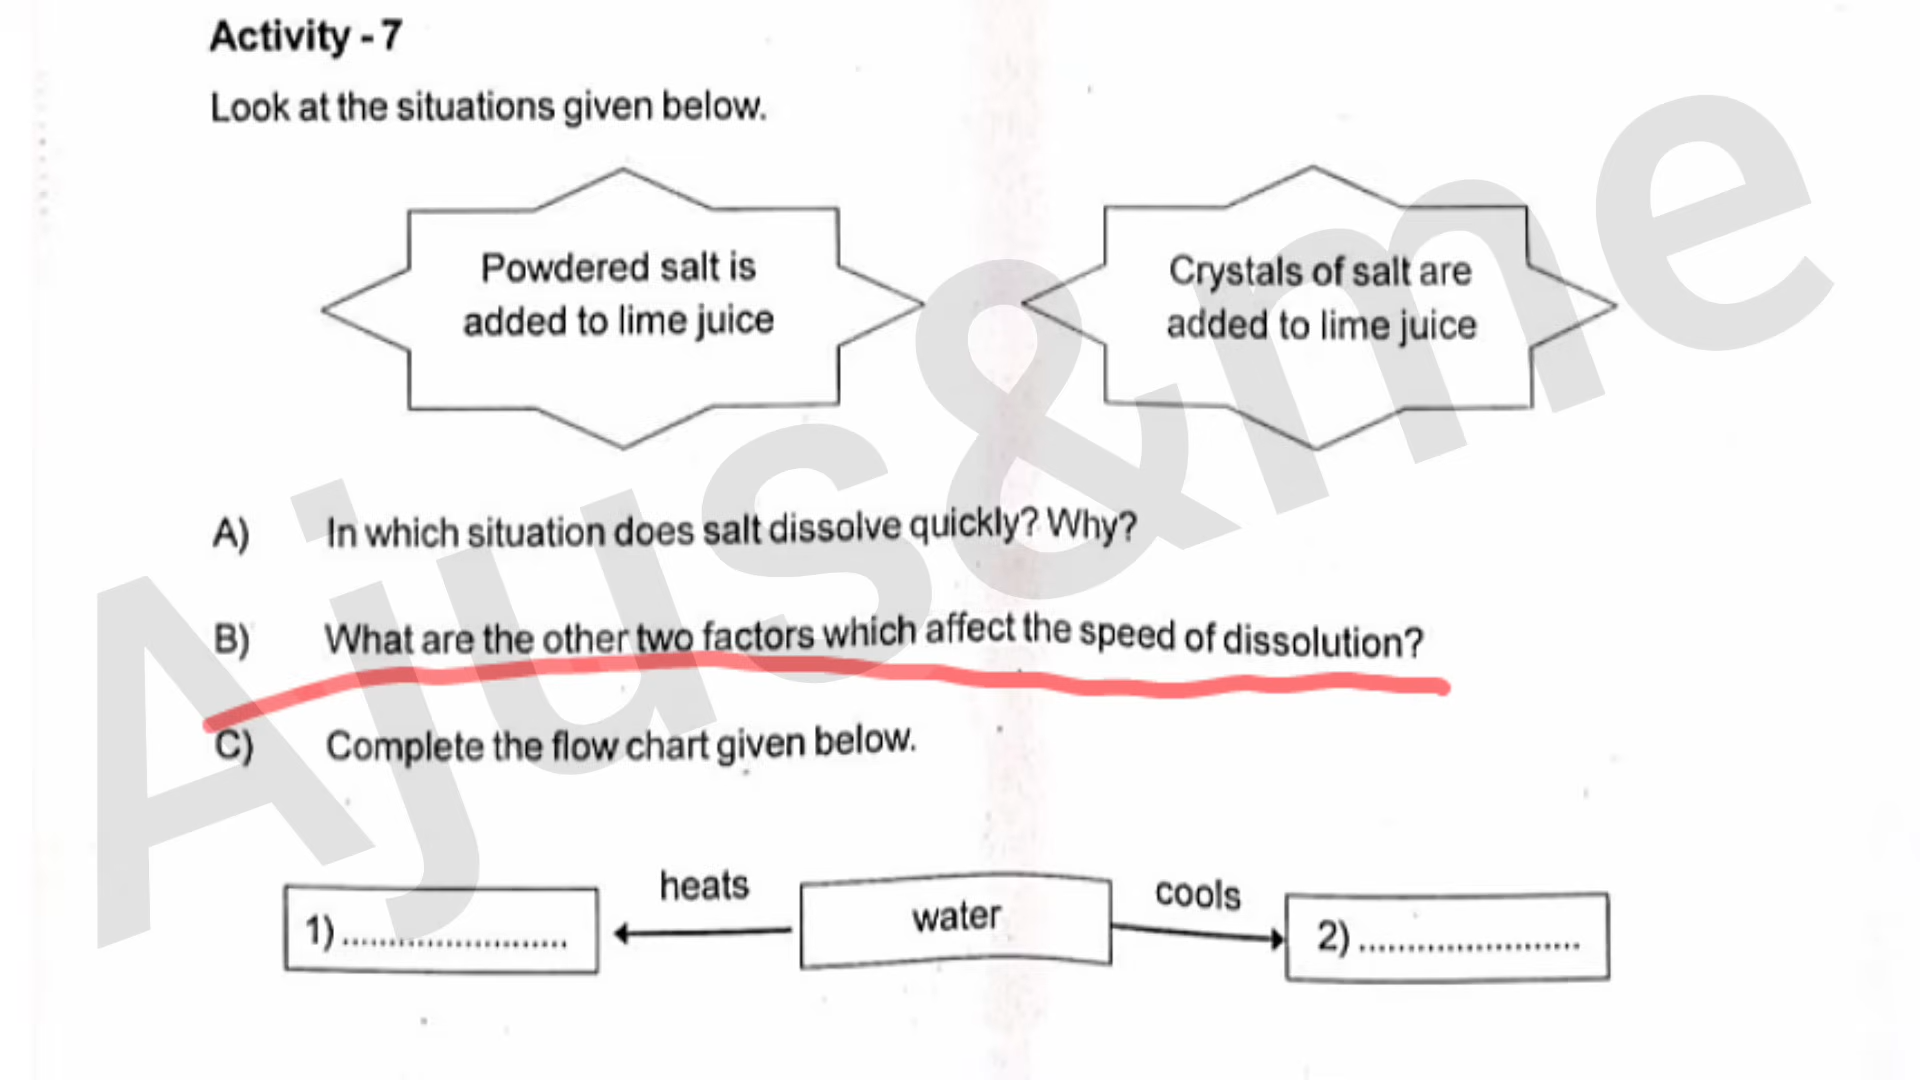 Activity - 7
Look at the situations given below.
Powdered salt is
added to lime juice
Crystals of salt are
added to lime juice
A) In which situation does salt dissolve quickly? Why?
B) What are the other two factors which affect the speed of dissolution?
C) Complete the flow chart given below.
1) ........................
heats
water
cools
2) ........................
Ajus&me